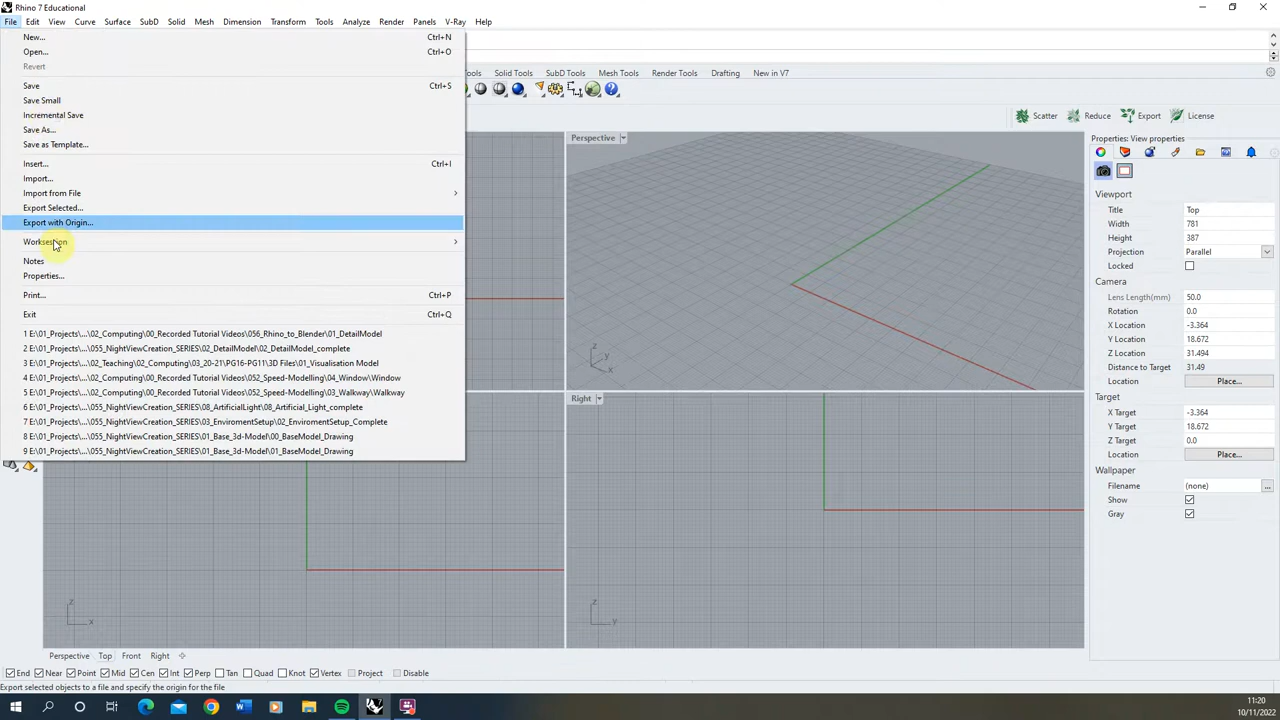 Rhino 7 Educational
File Edit View Curve Surface SubD Solid Mesh Dimension Transform Tools Analyze Render Panels V-Ray Help
New... Ctrl+N
Open... Ctrl+O
Revert
Save Ctrl+S
Save Small
Incremental Save
Save As...
Save as Template...
Insert... Ctrl+I
Import...
Import from File
Export Selected...
Export with Origin...
Worksession
Notes
Properties...
Print... Ctrl+P
Exit Ctrl+Q
1 E:\01_Projects\...\02_Computing\00_Recorded Tutorial Videos\056_Rhino_to_Blender\01_DetailModel
2 E:\01_Projects\...\055_NightViewCreation_SERIES\02_DetailModel\02_DetailModel_complete
3 E:\01_Projects\...\02_Teaching\02_Computing\03_20-21\PG16-PG11\3D Files\01_Visualisation Model
4 E:\01_Projects\...\02_Computing\00_Recorded Tutorial Videos\052_Speed-Modelling\04_Window\Window
5 E:\01_Projects\...\02_Computing\00_Recorded Tutorial Videos\052_Speed-Modelling\03_Walkway\Walkway
6 E:\01_Projects\...\055_NightViewCreation_SERIES\08_ArtificialLight\08_Artificial_Light_complete
7 E:\01_Projects\...\055_NightViewCreation_SERIES\03_EnviromentSetup\02_EnviromentSetup_Complete
8 E:\01_Projects\...\055_NightViewCreation_SERIES\01_Base_3d-Model\00_BaseModel_Drawing
9 E:\01_Projects\...\055_NightViewCreation_SERIES\01_Base_3d-Model\01_BaseModel_Drawing
Solid Tools SubD Tools Mesh Tools Render Tools Drafting New in V7
Scatter Reduce Export License
Perspective
z
y
x
Right
z
x
z
y
Properties: View properties
Viewport
Title Top
Width 781
Height 387
Projection Parallel
Locked
Camera
Lens Length(mm) 50.0
Rotation 0.0
X Location -3.364
Y Location 18.672
Z Location 31.494
Distance to Target 31.49
Location Place...
Target
X Target -3.364
Y Target 18.672
Z Target 0.0
Location Place...
Wallpaper
Filename (none) ...
Show
Gray
Perspective Top Front Right
End Near Point Mid Cen Int Perp Tan Quad Knot Vertex Project Disable
Export selected objects to a file and specify the origin for the file
11:20
10/11/2022